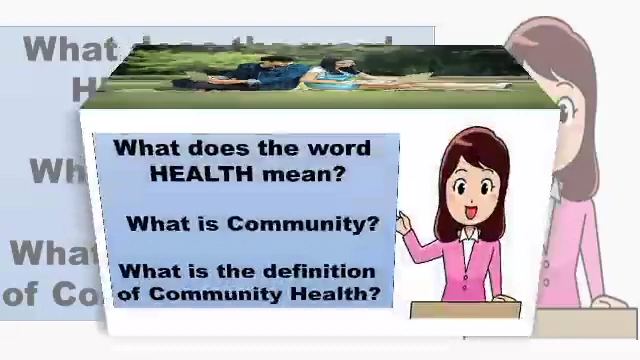 What does the word
HEALTH mean?
What is Community?
What is the definition
of Community Health?